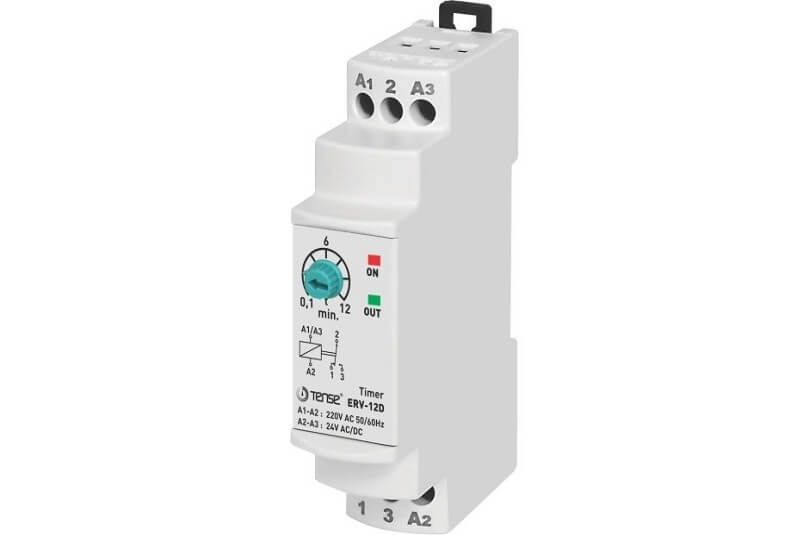 A1 2 A3
6
ON
0,1 t 12
min.
OUT
A1/A3 2
A2 1 3
Timer
TENSE® ERV-12D
A1-A2 : 220V AC 50/60Hz
A2-A3 : 24V AC/DC
1 3 A2